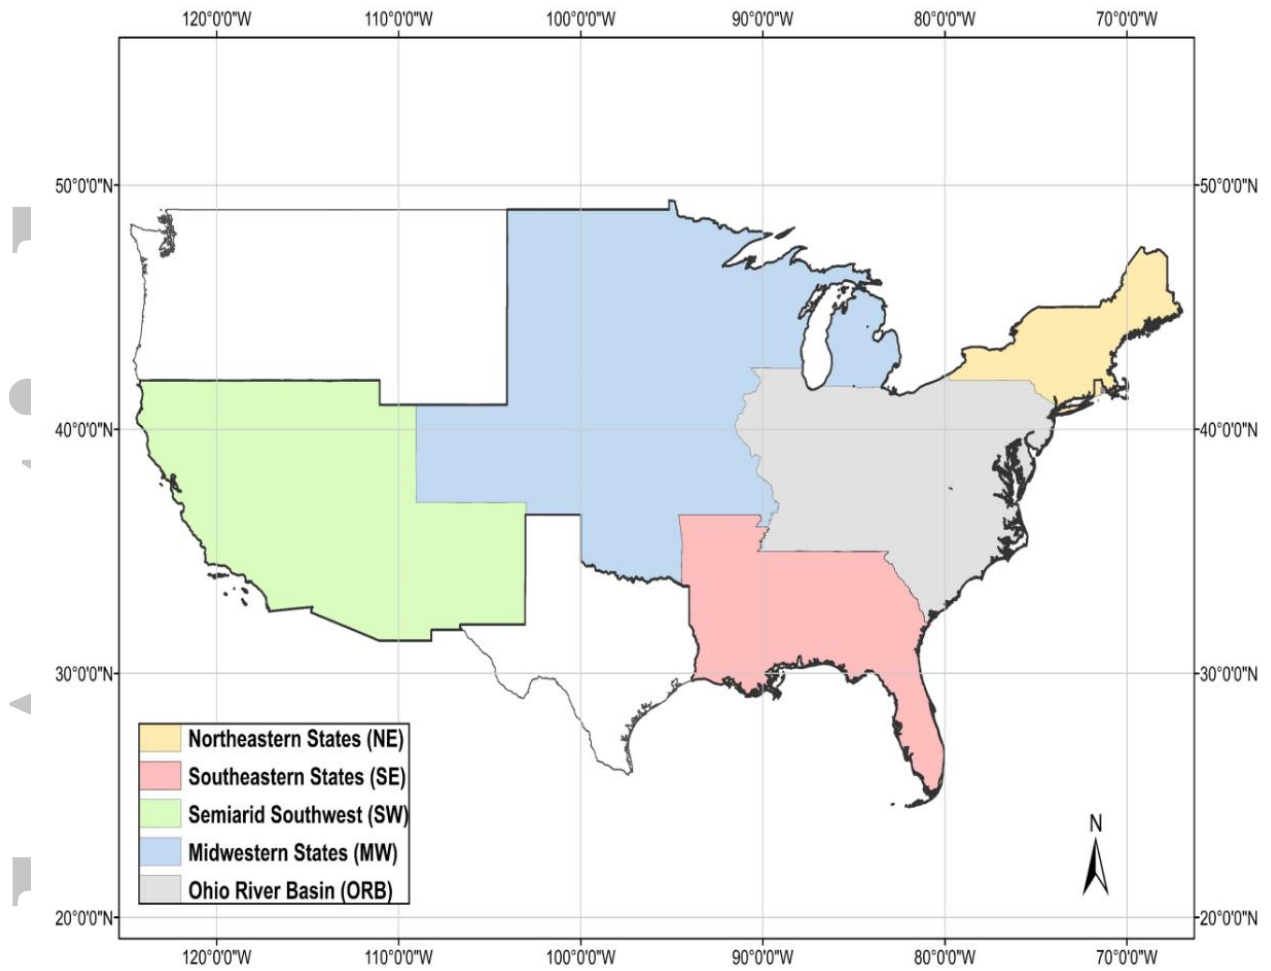 120°0'0"W 110°0'0"W 100°0'0"W 90°0'0"W 80°0'0"W 70°0'0"W
50°0'0"N 50°0'0"N
40°0'0"N 40°0'0"N
30°0'0"N 30°0'0"N
Northeastern States (NE)
Southeastern States (SE)
Semiarid Southwest (SW)
Midwestern States (MW)
Ohio River Basin (ORB)
N
20°0'0"N 20°0'0"N
120°0'0"W 110°0'0"W 100°0'0"W 90°0'0"W 80°0'0"W 70°0'0"W